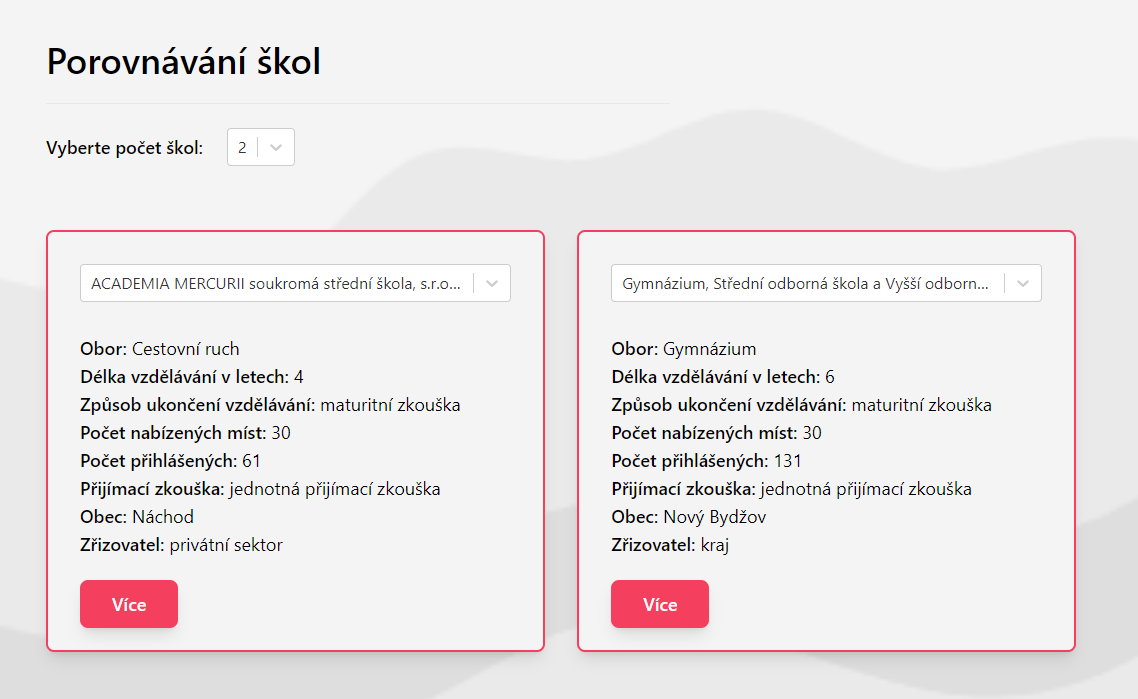 Porovnávání škol
Vyberte počet škol: 2
ACADEMIA MERCURII soukromá střední škola, s.r.o...
Obor: Cestovní ruch
Délka vzdělávání v letech: 4
Způsob ukončení vzdělávání: maturitní zkouška
Počet nabízených míst: 30
Počet přihlášených: 61
Přijímací zkouška: jednotná přijímací zkouška
Obec: Náchod
Zřizovatel: privátní sektor
Více
Gymnázium, Střední odborná škola a Vyšší odborn...
Obor: Gymnázium
Délka vzdělávání v letech: 6
Způsob ukončení vzdělávání: maturitní zkouška
Počet nabízených míst: 30
Počet přihlášených: 131
Přijímací zkouška: jednotná přijímací zkouška
Obec: Nový Bydžov
Zřizovatel: kraj
Více